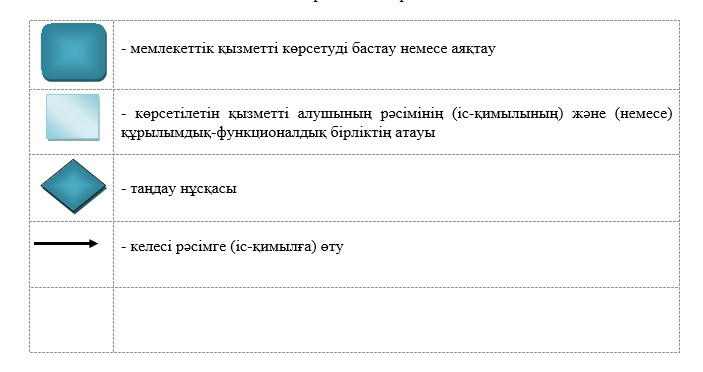 - мемлекеттік қызметті көрсетуді бастау немесе аяқтау
- көрсетілетін қызметті алушының рәсімінің (іс-қимылының) және (немесе)
құрылымдық-функционалдық бірліктің атауы
- таңдау нұсқасы
- келесі рәсімге (іс-қимылға) өту